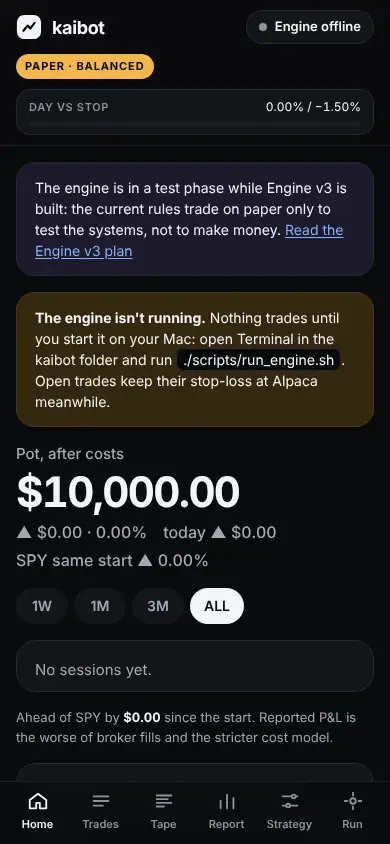 kaibot
Engine offline
PAPER · BALANCED
DAY VS STOP
0.00% / −1.50%
The engine is in a test phase while Engine v3 is
built: the current rules trade on paper only to
test the systems, not to make money. Read the
Engine v3 plan
The engine isn't running. Nothing trades until
you start it on your Mac: open Terminal in the
kaibot folder and run ./scripts/run_engine.sh .
Open trades keep their stop-loss at Alpaca
meanwhile.
Pot, after costs
$10,000.00
▲ $0.00 · 0.00% today ▲ $0.00
SPY same start ▲ 0.00%
1W 1M 3M ALL
No sessions yet.
Ahead of SPY by $0.00 since the start. Reported P&L is
the worse of broker fills and the stricter cost model.
Home Trades Tape Report Strategy Run